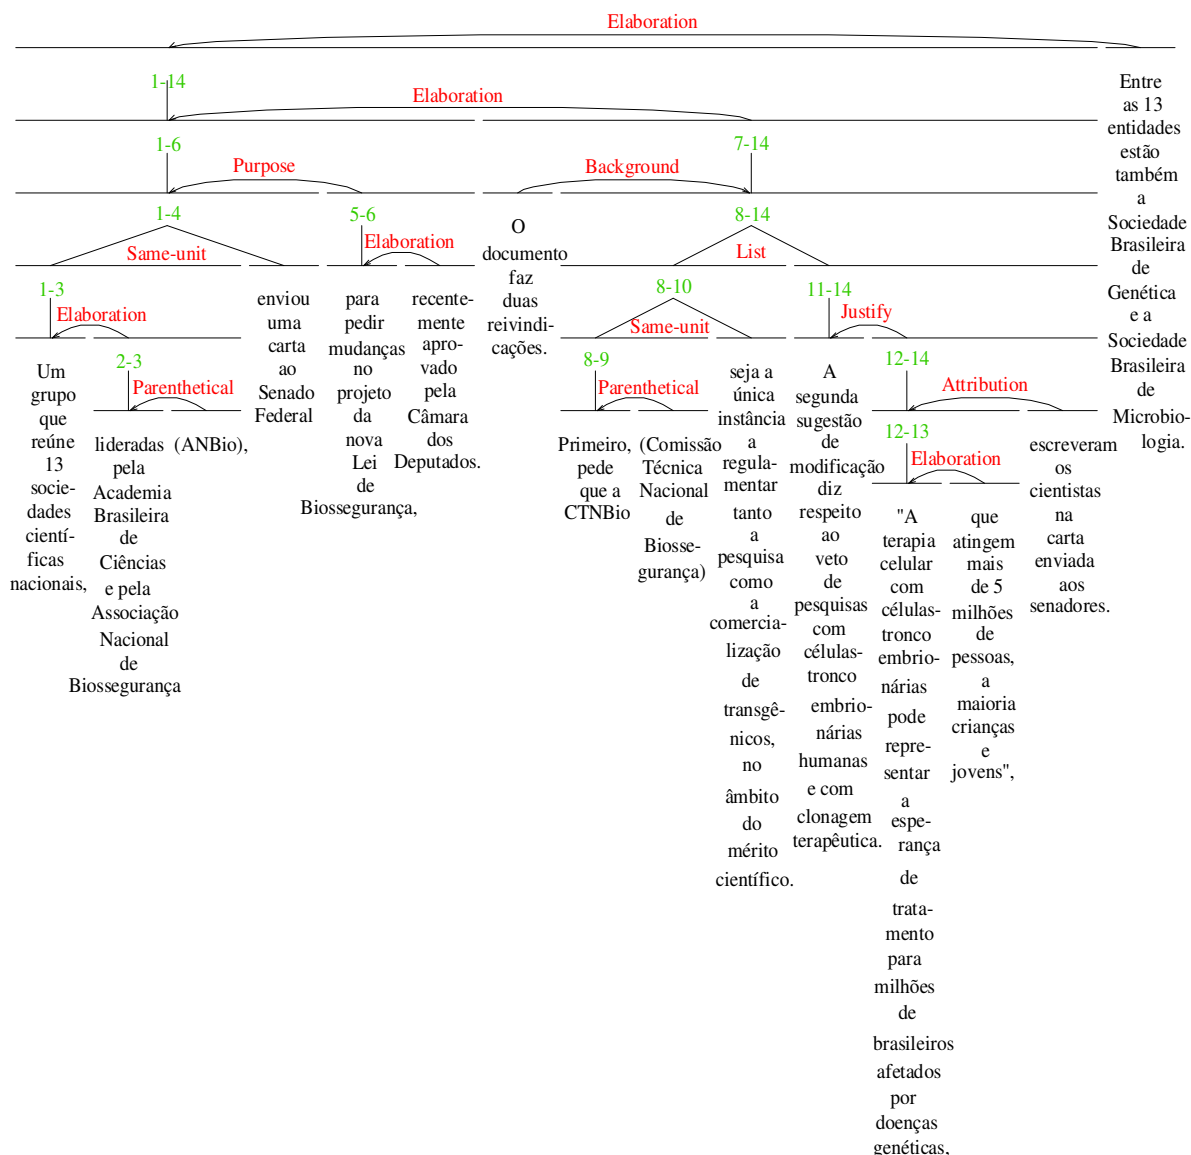 Elaboration
1-14
Elaboration
1-6
7-14
Purpose
Background
1-4
5-6
8-14
Same-unit
Elaboration
List
1-3
8-10
11-14
Elaboration
Same-unit
Justify
2-3
8-9
12-14
Parenthetical
Parenthetical
Attribution
12-13
Elaboration
Um
grupo
que
reúne
13
socie-
dades
cientí-
ficas
nacionais,
lideradas
pela
Academia
Brasileira
de
Ciências
e pela
Associação
Nacional
de
Biossegurança
(ANBio),
enviou
uma
carta
ao
Senado
Federal
para
pedir
mudanças
no
projeto
da
nova
Lei
de
Biossegurança,
recente-
mente
apro-
vado
pela
Câmara
dos
Deputados.
O
documento
faz
duas
reivindi-
cações.
Primeiro,
pede
que a
CTNBio
(Comissão
Técnica
Nacional
de
Biosse-
gurança)
seja a
única
instância
a
regula-
mentar
tanto
a
pesquisa
como
a
comercia-
lização
de
transgê-
nicos,
no
âmbito
do
mérito
científico.
A
segunda
sugestão
de
modificação
diz
respeito
ao
veto
de
pesquisas
com
células-
tronco
embrio-
nárias
humanas
e com
clonagem
terapêutica.
"A
terapia
celular
com
células-
tronco
embrio-
nárias
pode
repre-
sentar
a
espe-
rança
de
trata-
mento
para
milhões
de
brasileiros
afetados
por
doenças
genéticas,
que
atingem
mais
de 5
milhões
de
pessoas,
a
maioria
crianças
e
jovens",
escreveram
os
cientistas
na
carta
enviada
aos
senadores.
Entre
as 13
entidades
estão
também
a
Sociedade
Brasileira
de
Genética
e a
Sociedade
Brasileira
de
Microbio-
logia.